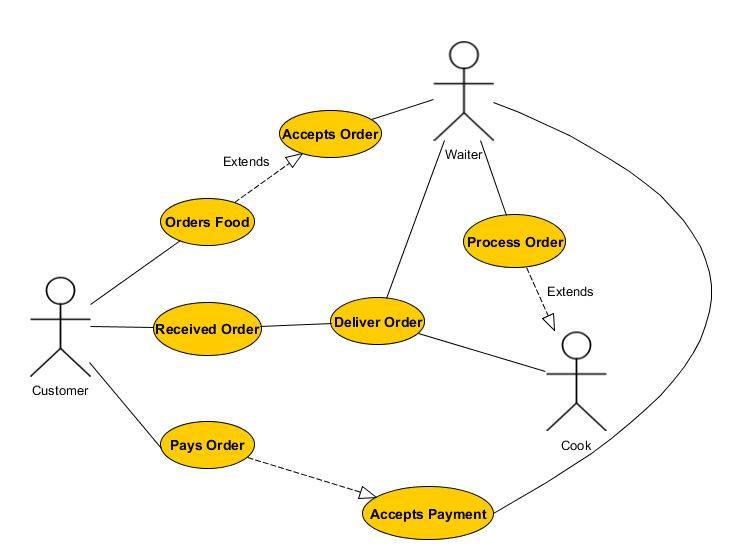 Accepts Order
Waiter
Extends
Orders Food
Process Order
Extends
Received Order
Deliver Order
Customer
Cook
Pays Order
Accepts Payment